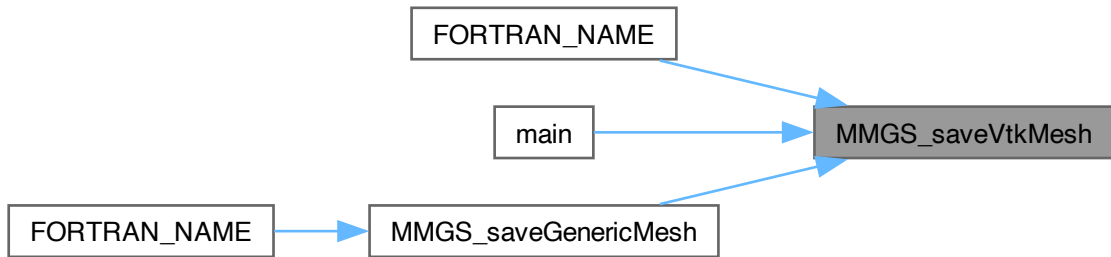 FORTRAN_NAME
main
MMGS_saveVtkMesh
FORTRAN_NAME
MMGS_saveGenericMesh